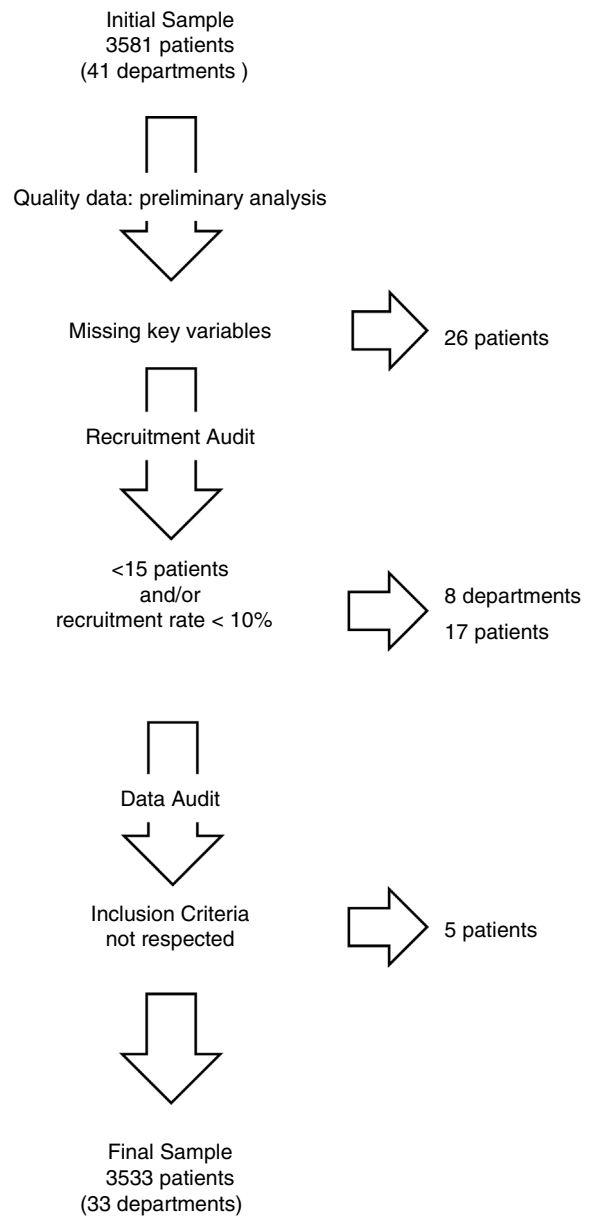 Initial Sample
3581 patients
(41 departments )
Quality data: preliminary analysis
Missing key variables
26 patients
Recruitment Audit
<15 patients
and/or
recruitment rate < 10%
8 departments
17 patients
Data Audit
Inclusion Criteria
not respected
5 patients
Final Sample
3533 patients
(33 departments)